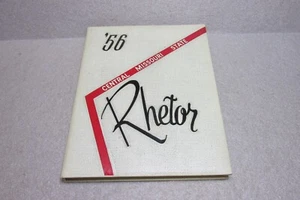 '56
CENTRAL MISSOURI STATE
Rhetor